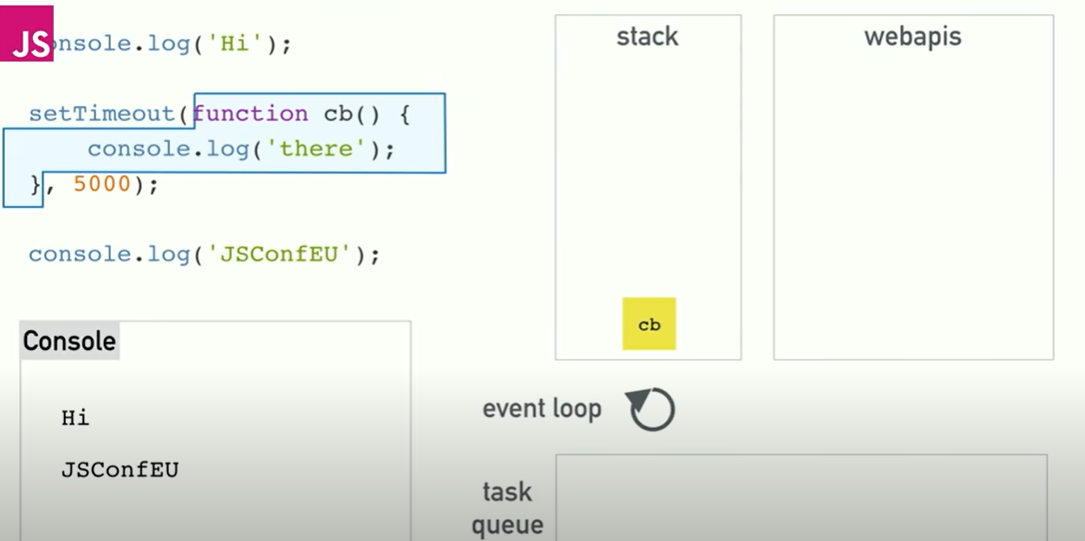 JS
onsole.log('Hi');
setTimeout(function cb() {
console.log('there');
}, 5000);
console.log('JSConfEU');
Console
Hi
JSConfEU
stack
webapis
cb
event loop
task
queue